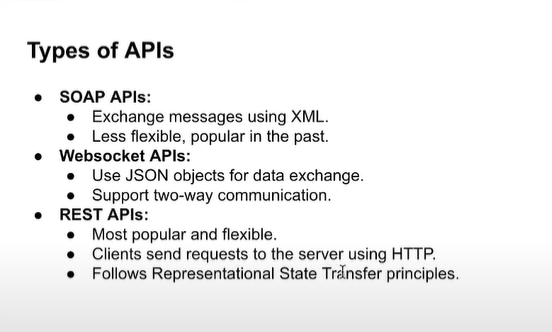 Types of APIs
● SOAP APIs:
● Exchange messages using XML.
● Less flexible, popular in the past.
● Websocket APIs:
● Use JSON objects for data exchange.
● Support two-way communication.
● REST APIs:
● Most popular and flexible.
● Clients send requests to the server using HTTP.
● Follows Representational State Transfer principles.